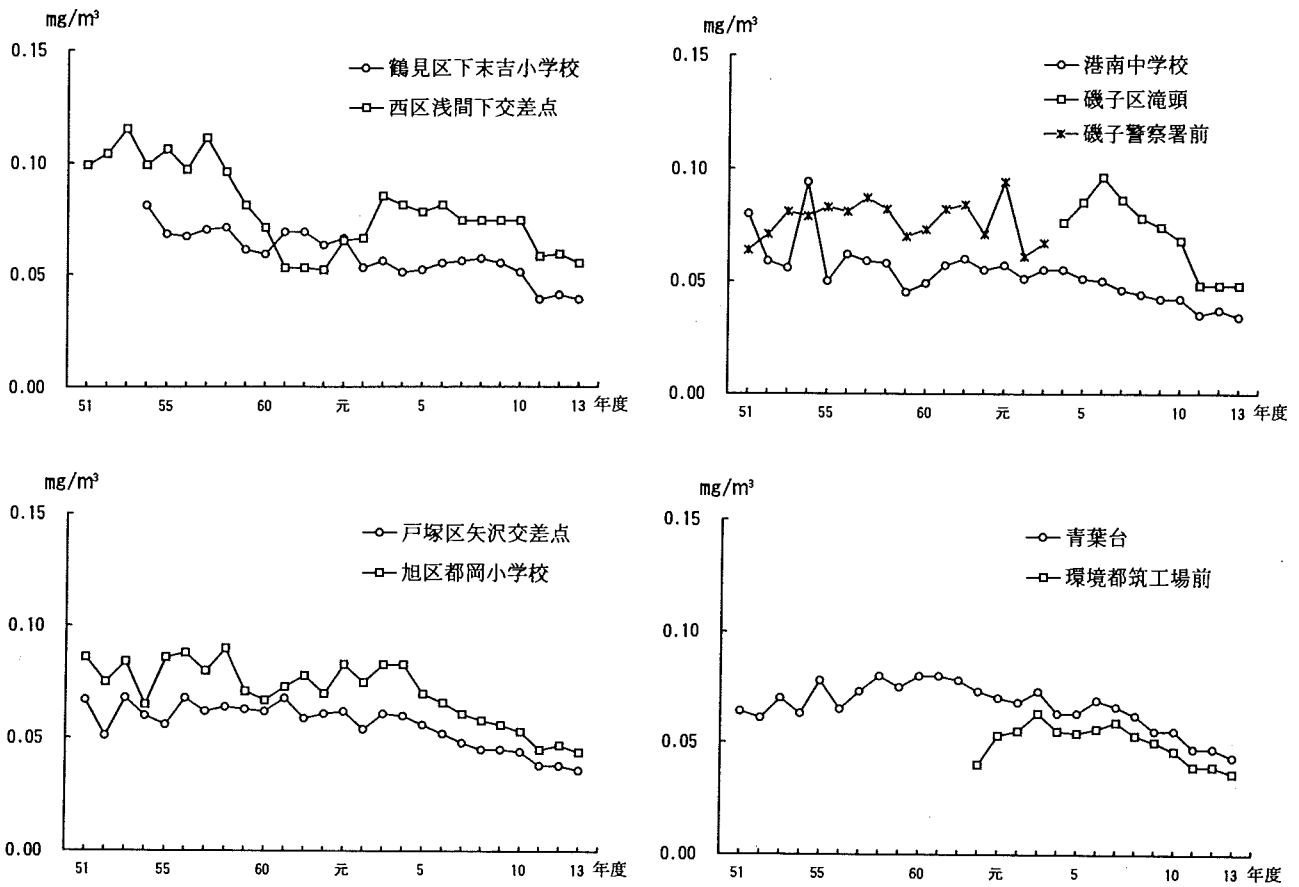 mg/m³
0.15
0.10
0.05
0.00
鶴見区下末吉小学校
西区浅間下交差点
51 55 60 元 5 10 13 年度
mg/m³
0.15
0.10
0.05
0.00
港南中学校
磯子区滝頭
磯子警察署前
51 55 60 元 5 10 13 年度
mg/m³
0.15
0.10
0.05
0.00
戸塚区矢沢交差点
旭区都岡小学校
51 55 60 元 5 10 13 年度
mg/m³
0.15
0.10
0.05
0.00
青葉台
環境都筑工場前
51 55 60 元 5 10 13 年度